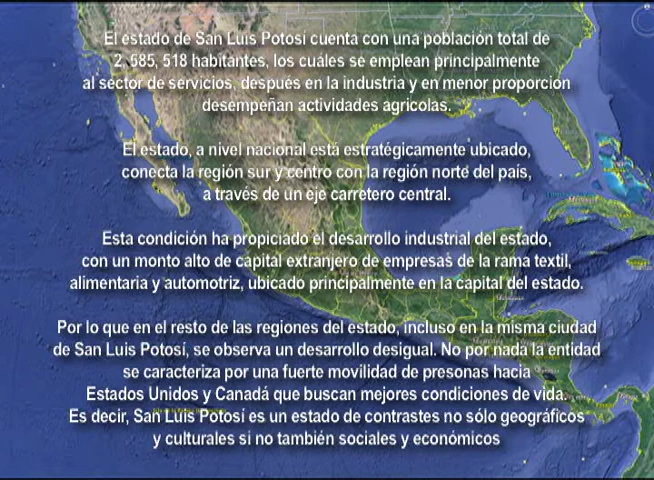 El estado de San Luis Potosí cuenta con una población total de
2, 585, 518 habitantes, los cuáles se emplean principalmente
al sector de servicios, después en la industria y en menor proporción
desempeñan actividades agricolas.
El estado, a nivel nacional está estratégicamente ubicado,
conecta la región sur y centro con la región norte del país,
a través de un eje carretero central.
Esta condición ha propiciado el desarrollo industrial del estado,
con un monto alto de capital extranjero de empresas de la rama textil,
alimentaria y automotriz, ubicado principalmente en la capital del estado.
Por lo que en el resto de las regiones del estado, incluso en la misma ciudad
de San Luis Potosí, se observa un desarrollo desigual. No por nada la entidad
se caracteriza por una fuerte movilidad de presonas hacia
Estados Unidos y Canadá que buscan mejores condiciones de vida.
Es decir, San Luis Potosí es un estado de contrastes no sólo geográficos
y culturales si no también sociales y económicos